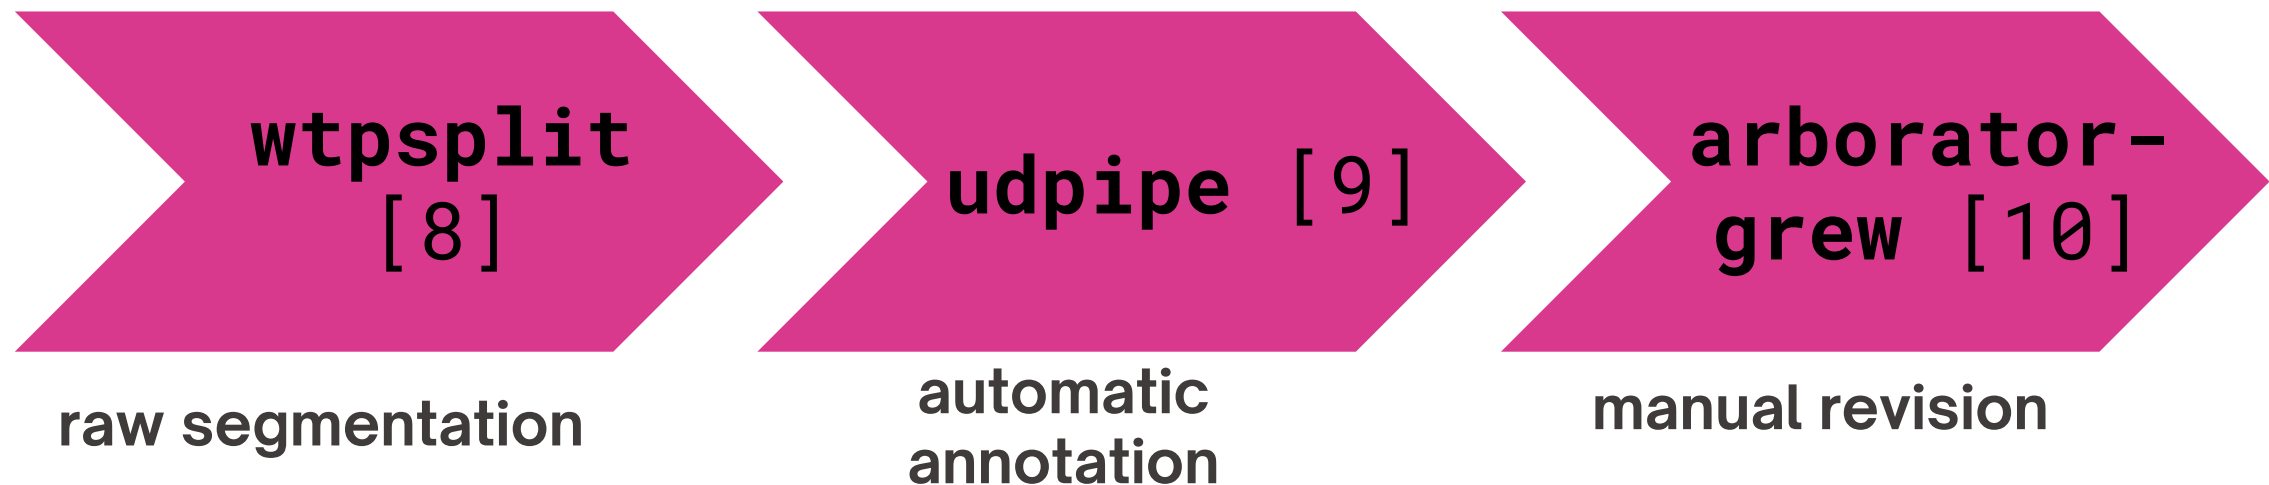 wtpsplit
[8]
raw segmentation
udpipe [9]
automatic
annotation
arborator-
grew [10]
manual revision